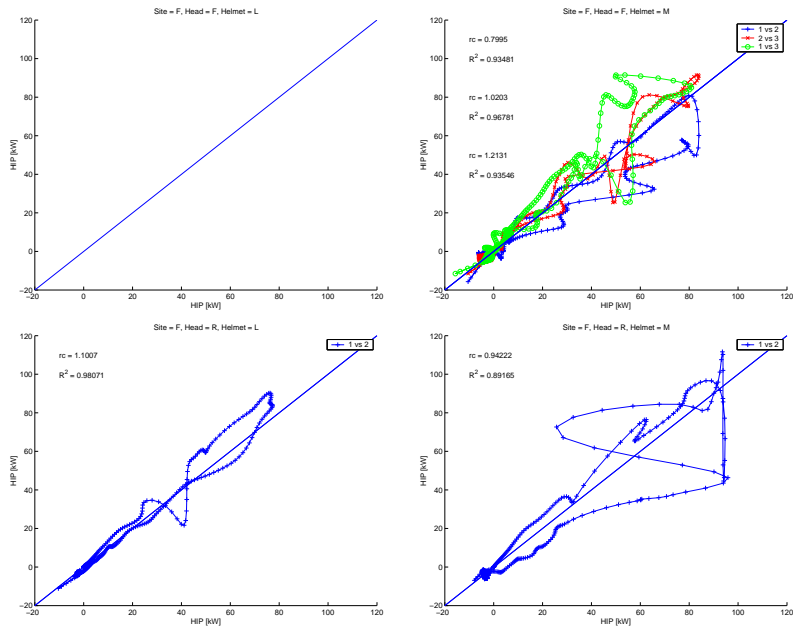 Site = F, Head = F, Helmet = L
120
100
80
60
40
20
0
−20
HIP [kW]
−20 0 20 40 60 80 100 120
HIP [kW]
Site = F, Head = F, Helmet = M
120
100
80
60
40
20
0
−20
HIP [kW]
rc = 0.7995
R² = 0.93481
rc = 1.0203
R² = 0.96781
rc = 1.2131
R² = 0.93546
1 vs 2
2 vs 3
1 vs 3
−20 0 20 40 60 80 100 120
HIP [kW]
Site = F, Head = R, Helmet = L
120
100
80
60
40
20
0
−20
HIP [kW]
rc = 1.1007
R² = 0.98071
1 vs 2
−20 0 20 40 60 80 100 120
HIP [kW]
Site = F, Head = R, Helmet = M
120
100
80
60
40
20
0
−20
HIP [kW]
rc = 0.94222
R² = 0.89165
1 vs 2
−20 0 20 40 60 80 100 120
HIP [kW]